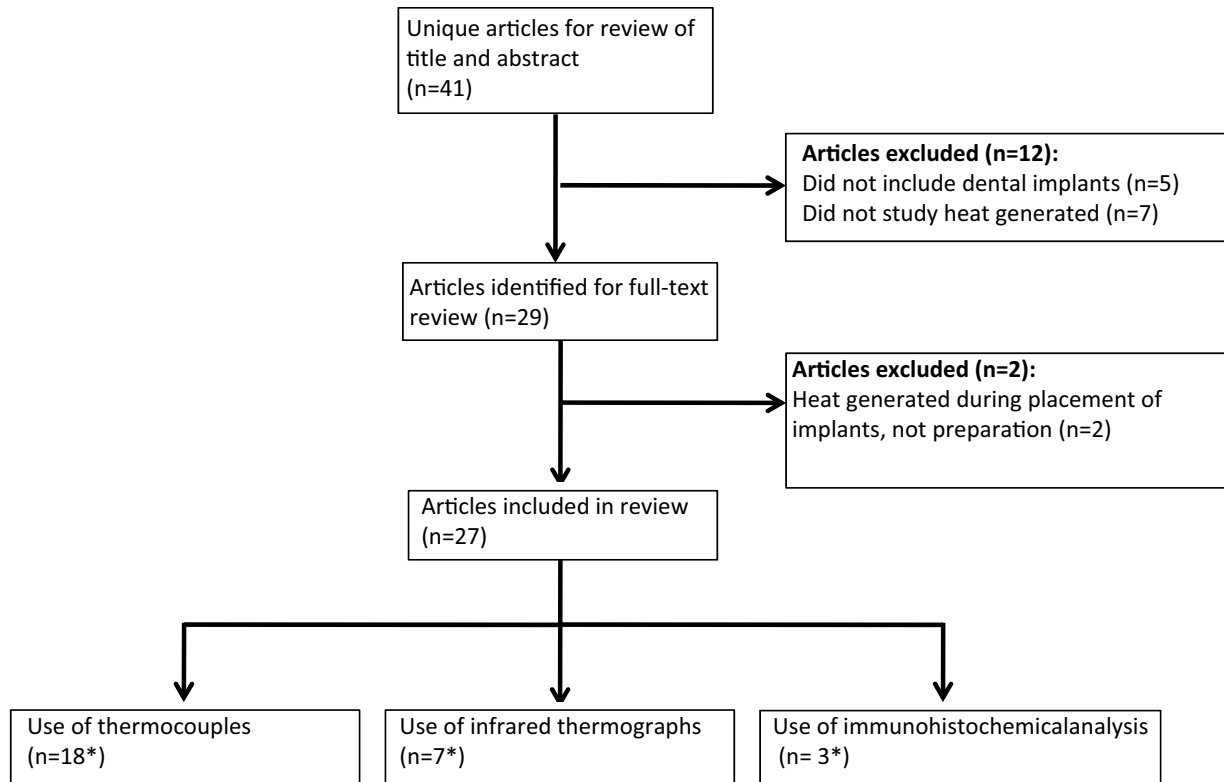 Unique articles for review of
title and abstract
(n=41)
Articles excluded (n=12):
Did not include dental implants (n=5)
Did not study heat generated (n=7)
Articles identified for full-text
review (n=29)
Articles excluded (n=2):
Heat generated during placement of
implants, not preparation (n=2)
Articles included in review
(n=27)
Use of thermocouples
(n=18*)
Use of infrared thermographs
(n=7*)
Use of immunohistochemicalanalysis
(n= 3*)